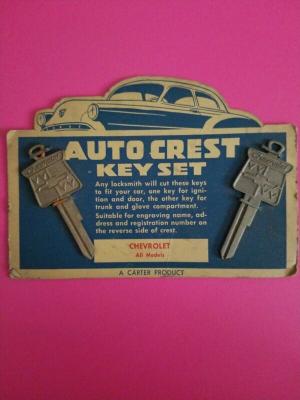 AUTO CREST
KEY SET
Any locksmith will cut these keys
to fit your car, one key for igni-
tion and door, the other key for
trunk and glove compartment.
Suitable for engraving name, ad-
dress and registration number on
the reverse side of crest.
CHEVROLET
All Models
A CARTER PRODUCT